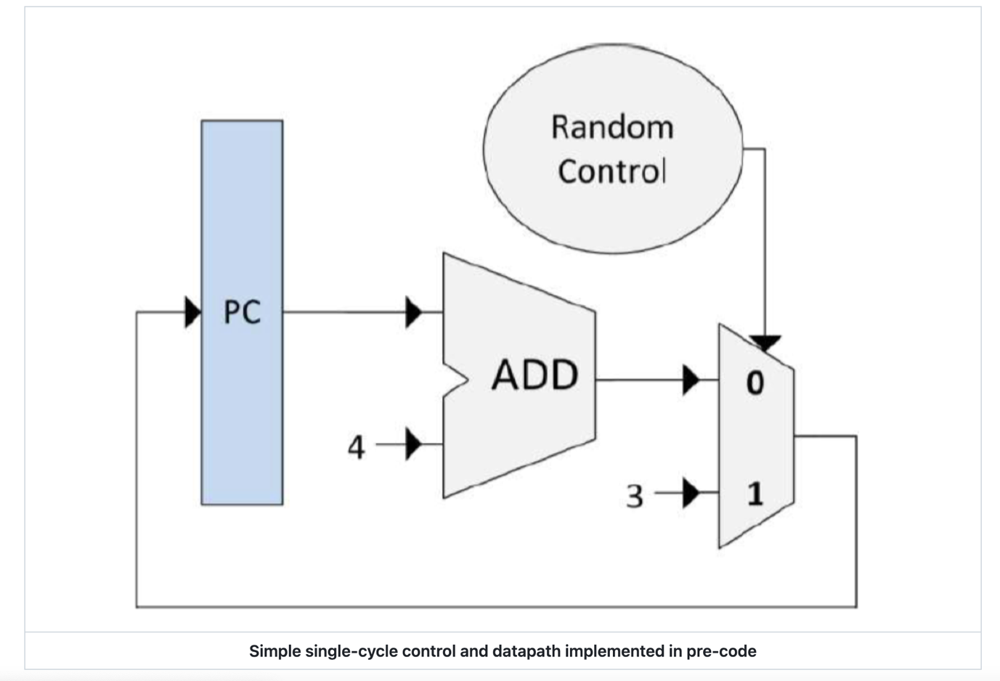 Random
Control
PC
ADD
0
4
3
1
Simple single-cycle control and datapath implemented in pre-code